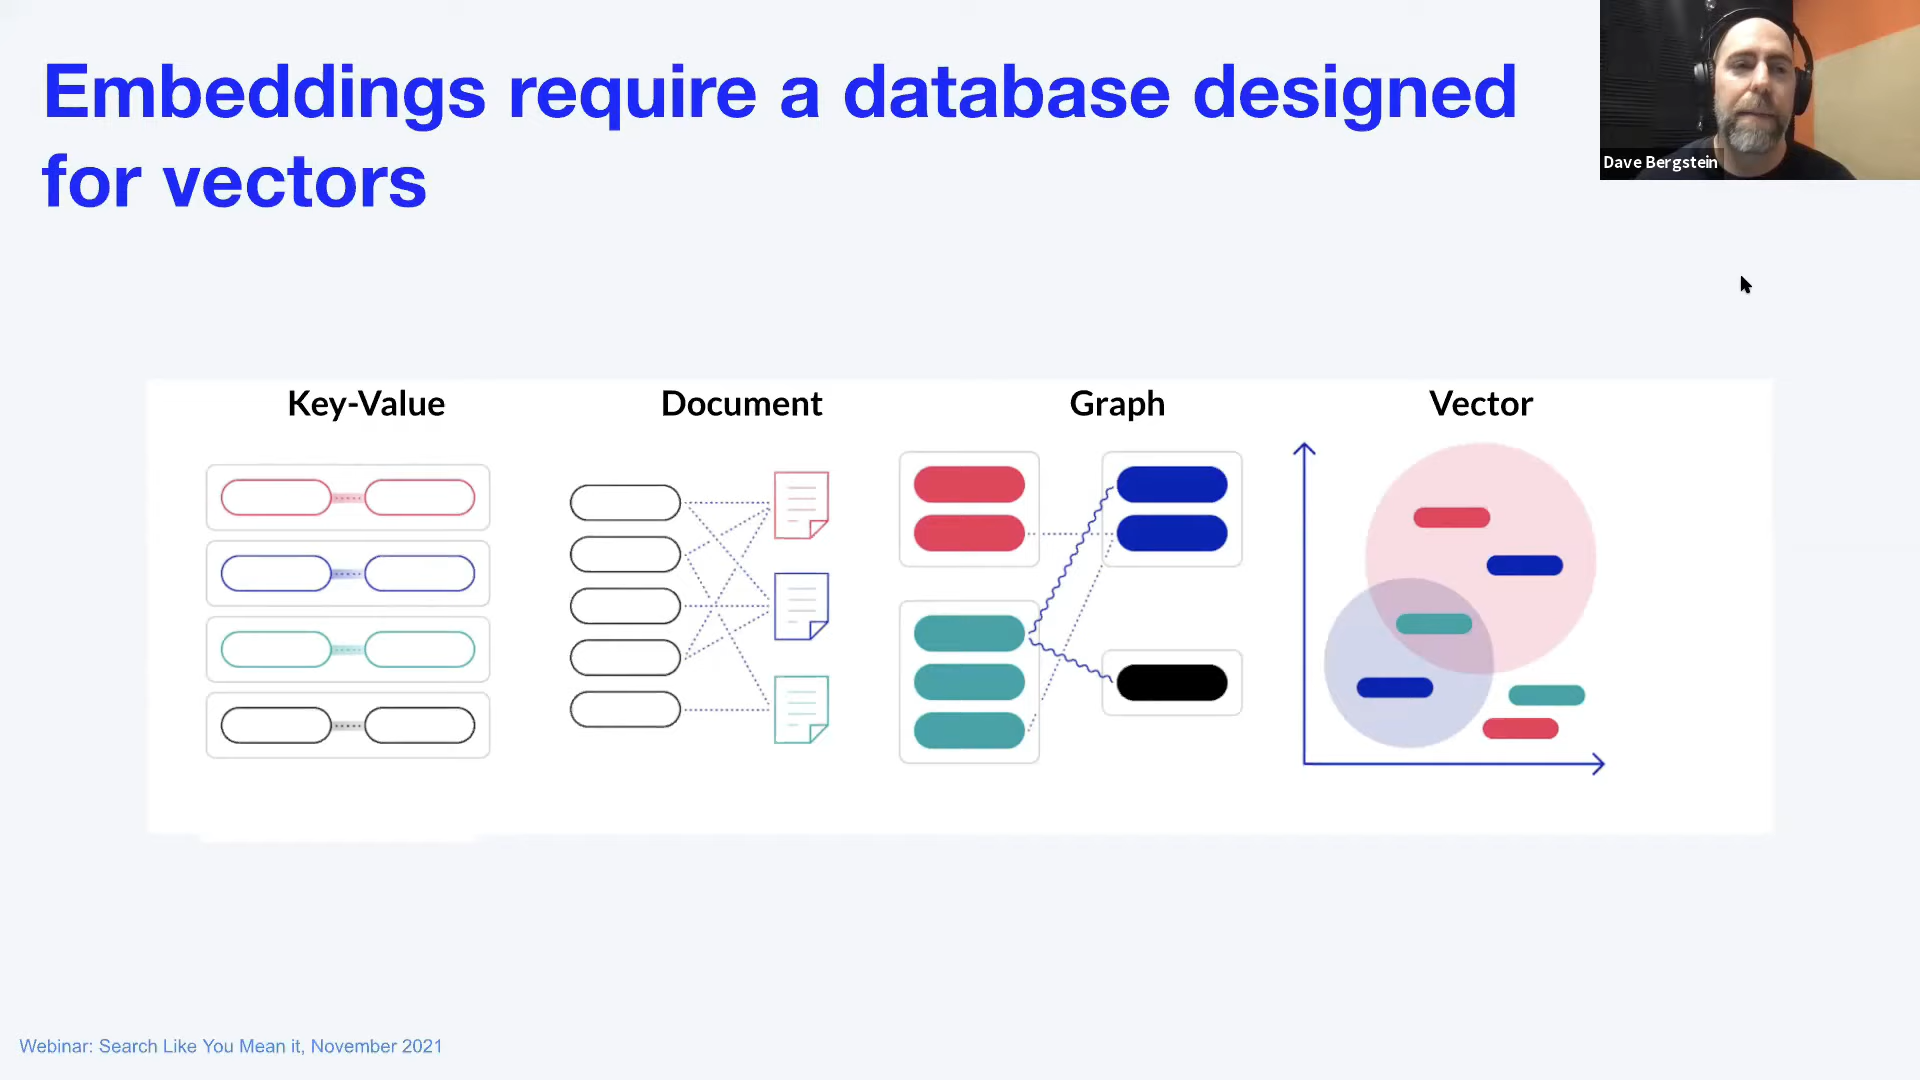 Embeddings require a database designed
for vectors
Dave Bergstein
Key-Value
Document
Graph
Vector
Webinar: Search Like You Mean it, November 2021